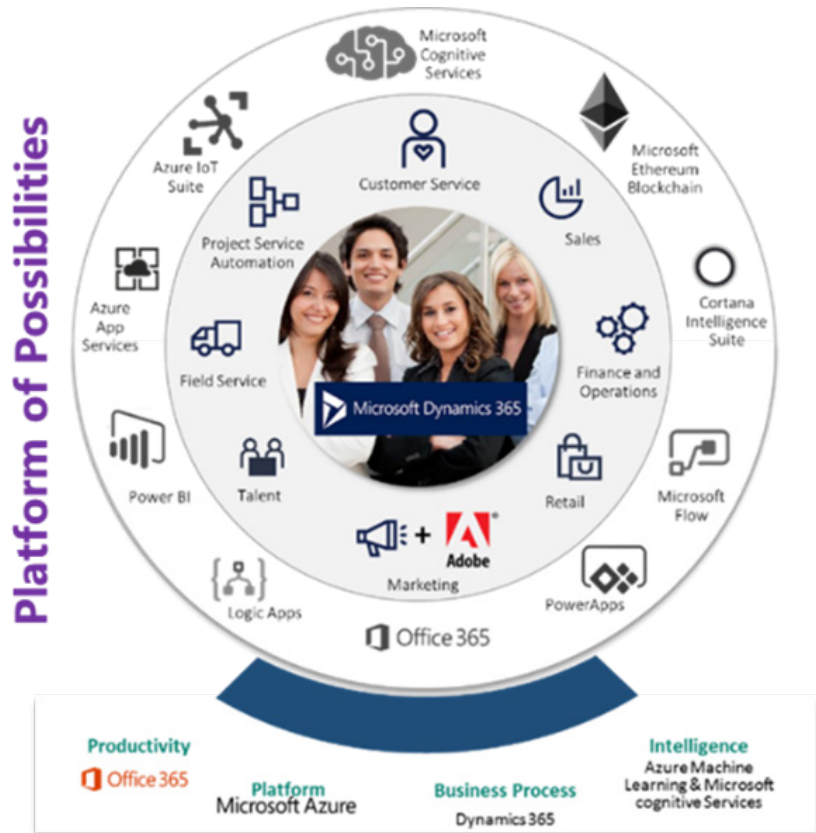 Platform of Possibilities
Microsoft
Cognitive
Services
Microsoft
Ethereum
Blockchain
Azure IoT
Suite
Customer Service
Sales
Project Service
Automation
Azure
App
Services
Cortana
Intelligence
Suite
Field Service
Finance and
Operations
Microsoft Dynamics 365
Power BI
Talent
Retail
Microsoft
Flow
+
Adobe®
Marketing
Logic Apps
PowerApps
Office 365
Productivity
Office 365
Platform
Microsoft Azure
Business Process
Dynamics 365
Intelligence
Azure Machine
Learning & Microsoft
cognitive Services